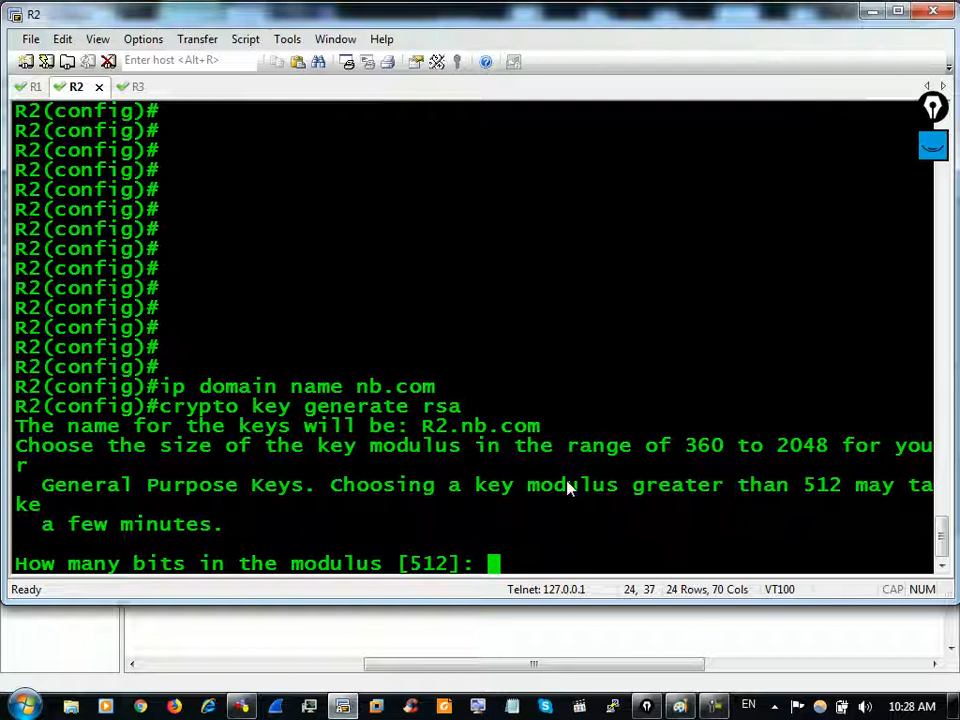 R2
File Edit View Options Transfer Script Tools Window Help
Enter host <Alt+R>
R1 R2 × R3
R2(config)#
R2(config)#
R2(config)#
R2(config)#
R2(config)#
R2(config)#
R2(config)#
R2(config)#
R2(config)#
R2(config)#
R2(config)#
R2(config)#
R2(config)#
R2(config)#
R2(config)#ip domain name nb.com
R2(config)#crypto key generate rsa
The name for the keys will be: R2.nb.com
Choose the size of the key modulus in the range of 360 to 2048 for you
r
General Purpose Keys. Choosing a key modulus greater than 512 may ta
ke
a few minutes.
How many bits in the modulus [512]:
Ready Telnet: 127.0.0.1 24, 37 24 Rows, 70 Cols VT100 CAP NUM
EN 10:28 AM